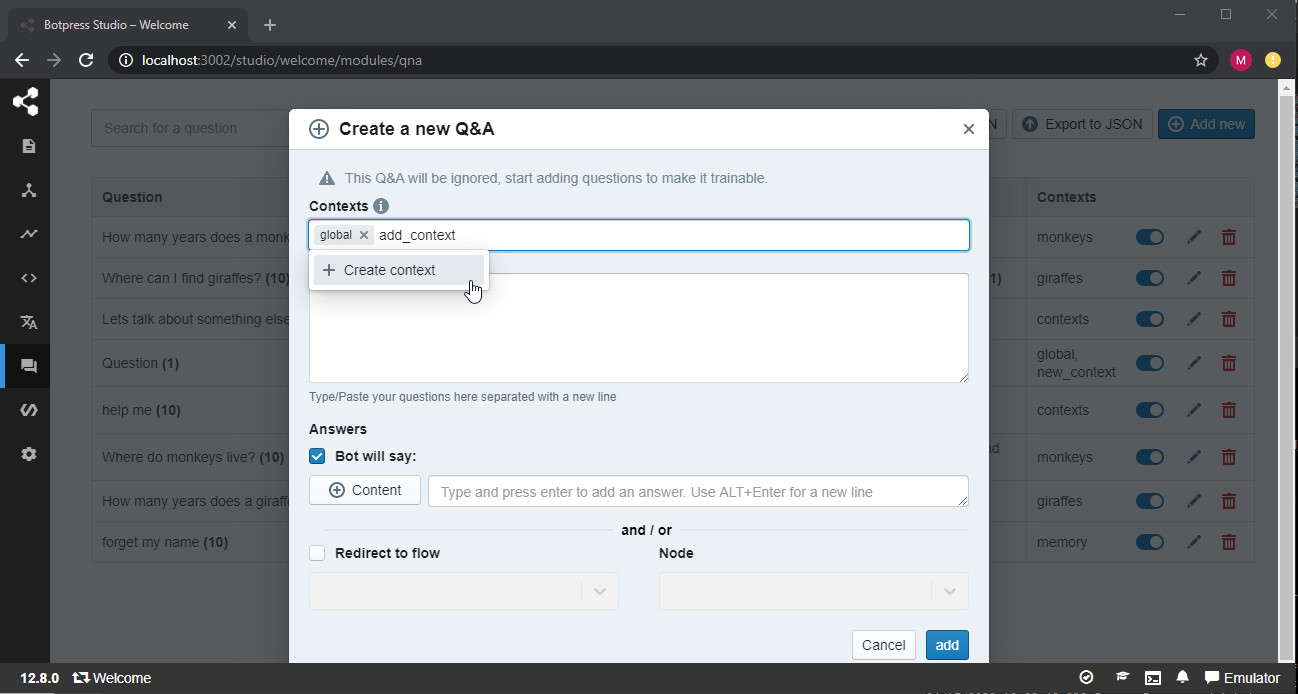 Botpress Studio – Welcome
localhost:3002/studio/welcome/modules/qna
M
Search for a question
Export to JSON
Add new
Create a new Q&A
This Q&A will be ignored, start adding questions to make it trainable.
Contexts
global
add_context
Create context
Type/Paste your questions here separated with a new line
Answers
Bot will say:
Content
Type and press enter to add an answer. Use ALT+Enter for a new line
and / or
Redirect to flow
Node
Cancel
add
Question
Contexts
How many years does a monk
monkeys
Where can I find giraffes? (10)
1)
giraffes
Lets talk about something else
contexts
Question (1)
global,
new_context
help me (10)
contexts
Where do monkeys live? (10)
monkeys
How many years does a giraff
giraffes
forget my name (10)
memory
12.8.0
Welcome
Emulator